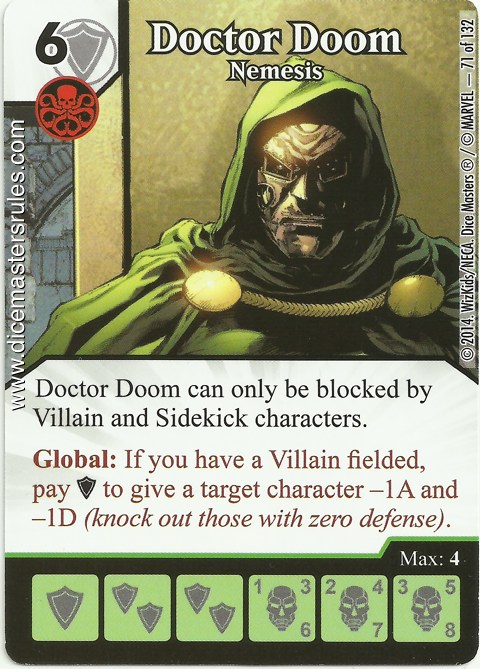 6
Doctor Doom
Nemesis
© 2014. WizKids/NECA. Dice Masters ® / © MARVEL — 71 of 132
www.dicemastersrules.com
Doctor Doom can only be blocked by
Villain and Sidekick characters.
Global: If you have a Villain fielded,
pay to give a target character –1A and
–1D (knock out those with zero defense).
Max: 4
1 3 2 4 3 5
6 7 8